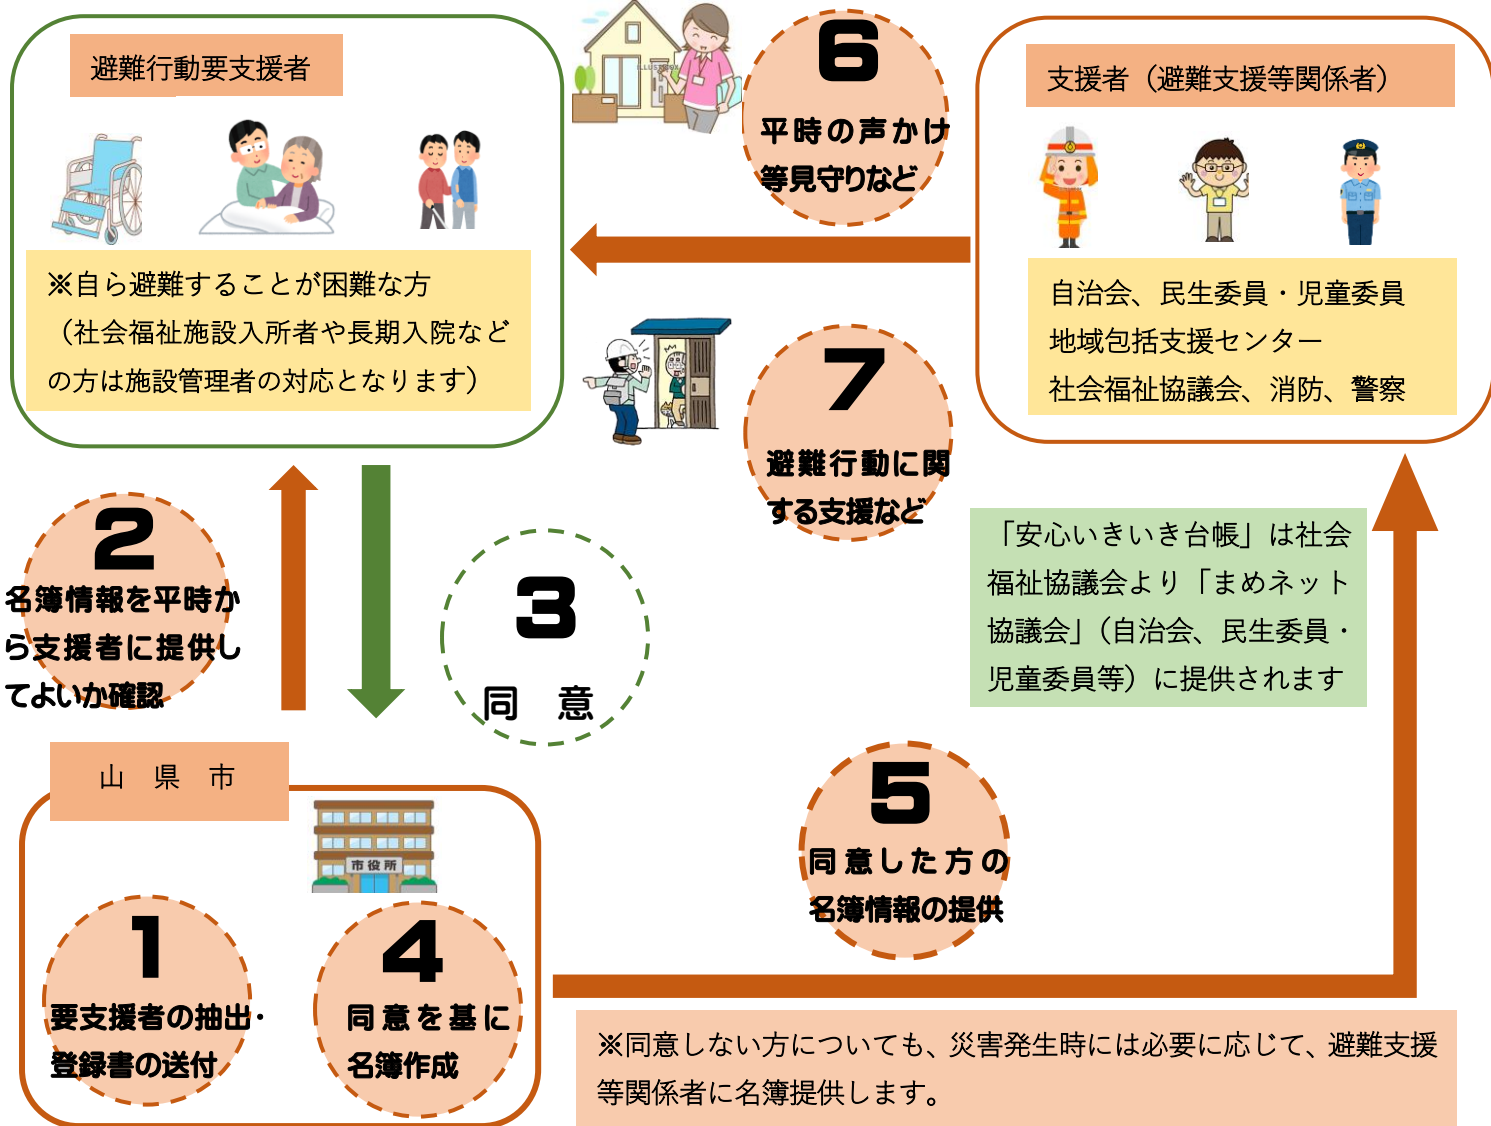 避難行動要支援者
※自ら避難することが困難な方
（社会福祉施設入所者や長期入院など
の方は施設管理者の対応となります）
6
平時の声かけ
等見守りなど
支援者（避難支援等関係者）
自治会、民生委員・児童委員
地域包括支援センター
社会福祉協議会、消防、警察
7
避難行動に関
する支援など
2
名簿情報を平時か
ら支援者に提供し
てよいか確認
3
同　意
「安心いきいき台帳」は社会
福祉協議会より「まめネット
協議会」（自治会、民生委員・
児童委員等）に提供されます
山　県　市
市役所
1
要支援者の抽出・
登録書の送付
4
同意を基に
名簿作成
5
同意した方の
名簿情報の提供
※同意しない方についても、災害発生時には必要に応じて、避難支援
等関係者に名簿提供します。